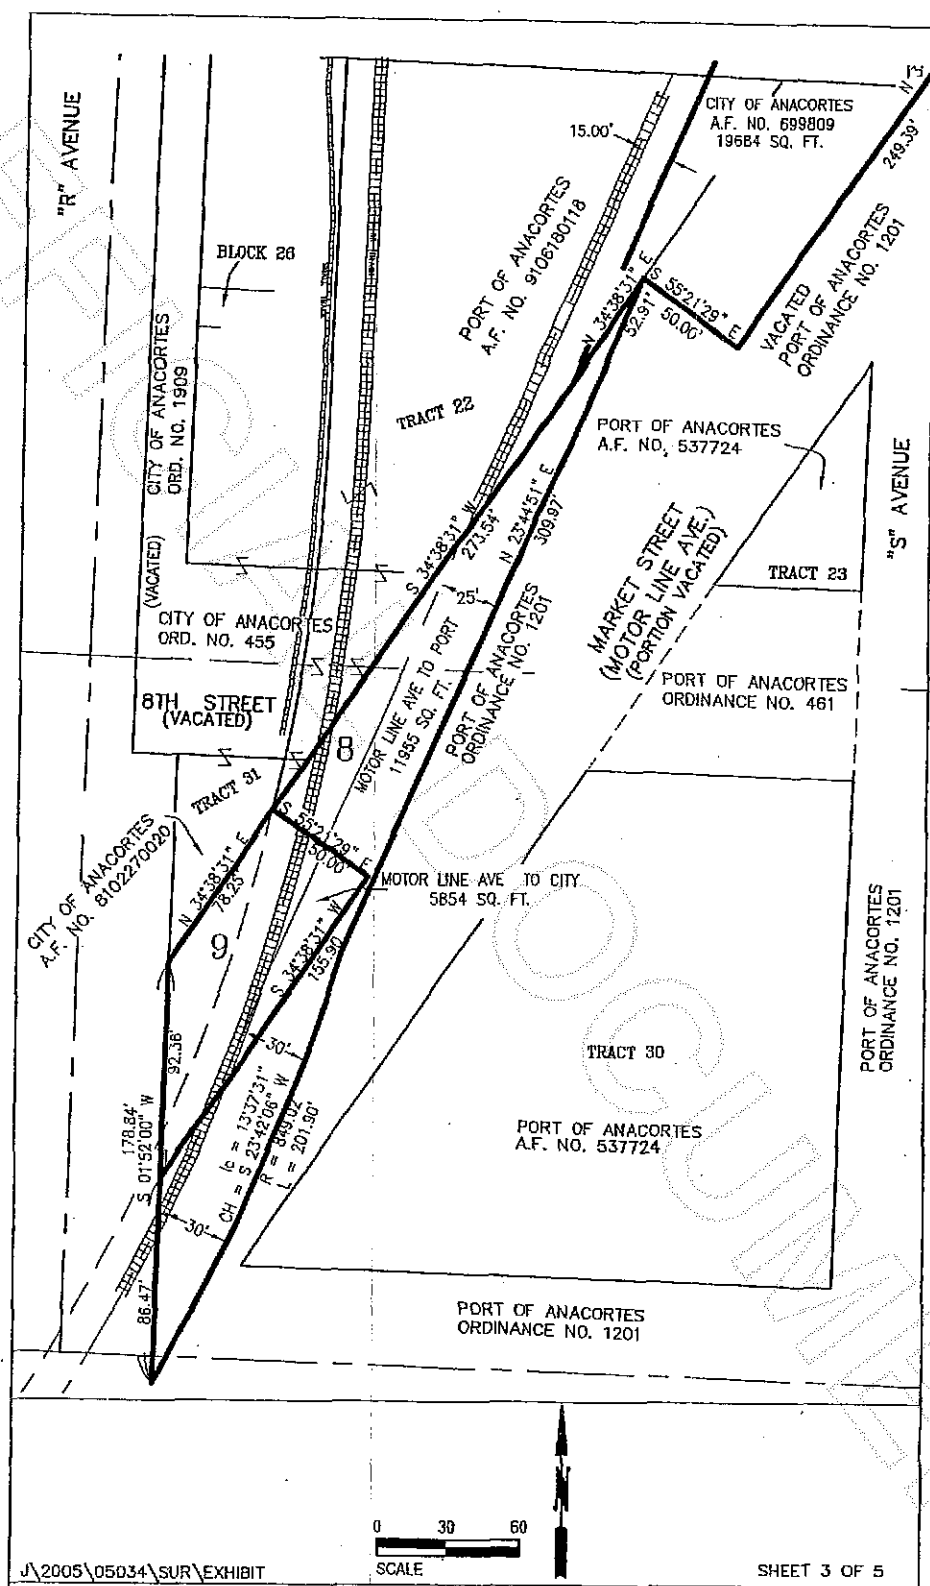 "R" AVENUE
CITY OF ANACORTES
A.F. NO. 699809
19684 SQ. FT.
15.00'
N
249.39'
PORT OF ANACORTES
A.F. NO. 9106180118
BLOCK 26
N 34°38'31" E
52.91'
S 55°21'29" E
50.00'
VACATED
PORT OF ANACORTES
ORDINANCE NO. 1201
CITY OF ANACORTES
ORD. NO. 1909
(VACATED)
TRACT 22
PORT OF ANACORTES
A.F. NO. 537724
"S" AVENUE
S 34°38'31" W
273.54'
N 23°44'51" E
309.97'
MARKET STREET
(MOTOR LINE AVE.)
(PORTION VACATED)
TRACT 23
25'
CITY OF ANACORTES
ORD. NO. 455
PORT OF ANACORTES
ORDINANCE NO. 1201
PORT OF ANACORTES
ORDINANCE NO. 461
8TH STREET
(VACATED)
MOTOR LINE AVE TO PORT
11955 SQ. FT.
8
TRACT 31
S 55°21'29" E
50.00'
CITY OF ANACORTES
A.F. NO. 8102270020
N 34°38'31" E
78.25'
MOTOR LINE AVE TO CITY
5854 SQ. FT.
9
S 34°38'31" W
155.90
PORT OF ANACORTES
ORDINANCE NO. 1201
92.36'
30'
TRACT 30
178.84'
S 01°52'00" W
lc = 13°37'31"
CH = S 23°42'06" W
R = 849.02
L = 201.90'
PORT OF ANACORTES
A.F. NO. 537724
30'
86.47'
PORT OF ANACORTES
ORDINANCE NO. 1201
N
0 30 60
SCALE
J\2005\05034\SUR\EXHIBIT
SHEET 3 OF 5
DOCUME